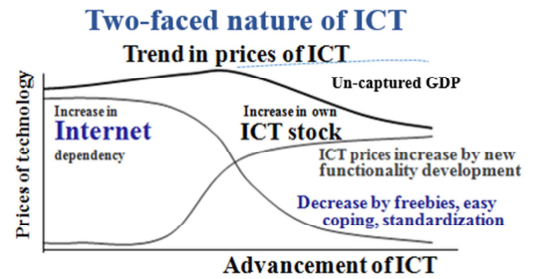 Two-faced nature of ICT
Trend in prices of ICT
Un-captured GDP
Prices of technology
Increase in
Internet
dependency
Increase in own
ICT stock
ICT prices increase by new
functionality development
Decrease by freebies, easy
coping, standardization
Advancement of ICT